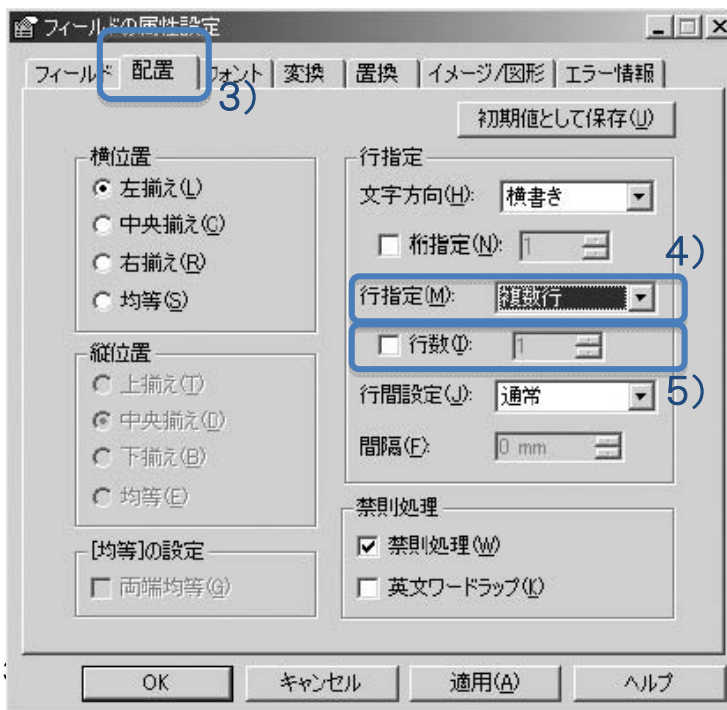 フィールドの属性設定
フィールド 配置 フォント 変換 置換 イメージ/図形 エラー情報
3)
初期値として保存(U)
横位置
左揃え(L)
中央揃え(C)
右揃え(R)
均等(S)
縦位置
上揃え(T)
中央揃え(D)
下揃え(B)
均等(E)
[均等]の設定
両端均等(G)
行指定
文字方向(H): 横書き
桁指定(N): 1
4)
行指定(M): 複数行
行数(I): 1
5)
行間設定(J): 通常
間隔(F): 0 mm
禁則処理
禁則処理(W)
英文ワードラップ(K)
OK キャンセル 適用(A) ヘルプ